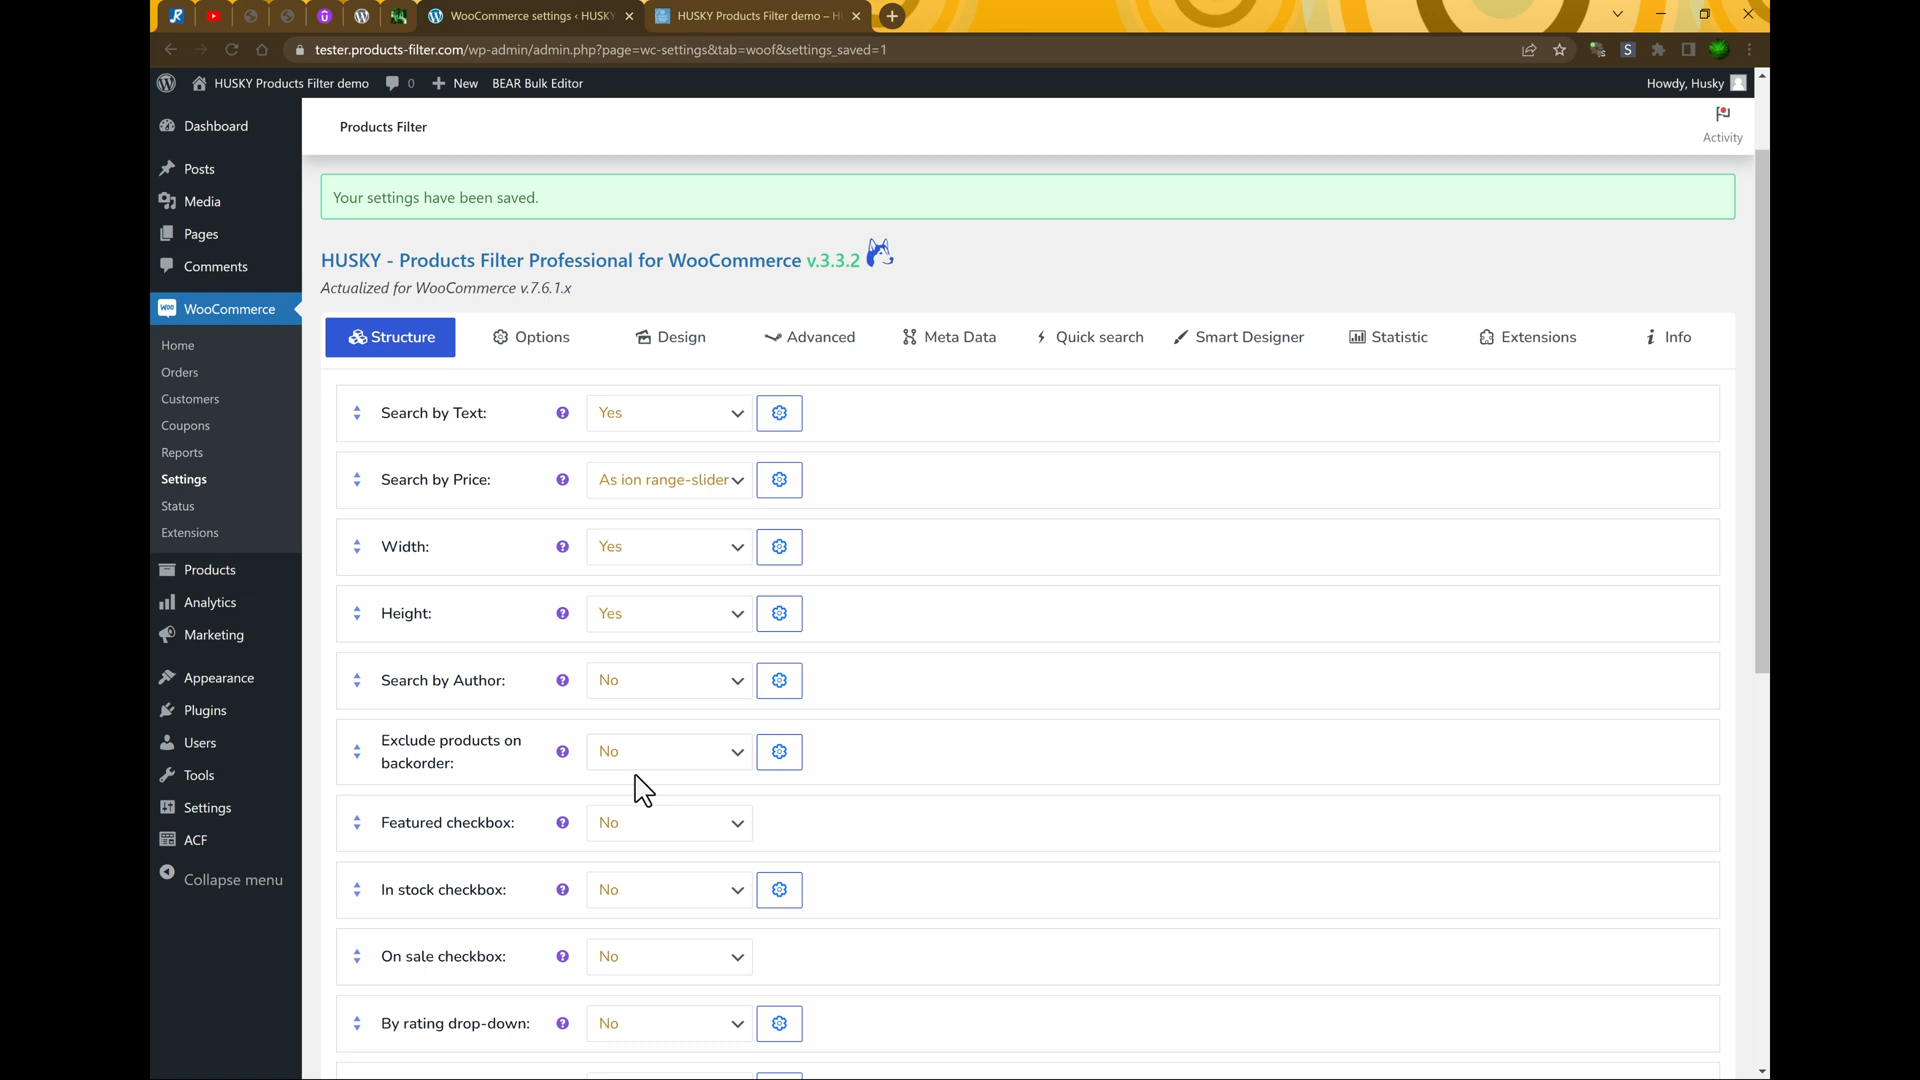 WooCommerce settings ‹ HUSKY
HUSKY Products Filter demo – H
tester.products-filter.com/wp-admin/admin.php?page=wc-settings&tab=woof&settings_saved=1
HUSKY Products Filter demo
0
New
BEAR Bulk Editor
Howdy, Husky
Dashboard
Posts
Media
Pages
Comments
WooCommerce
Home
Orders
Customers
Coupons
Reports
Settings
Status
Extensions
Products
Analytics
Marketing
Appearance
Plugins
Users
Tools
Settings
ACF
Collapse menu
Products Filter
Activity
Your settings have been saved.
HUSKY - Products Filter Professional for WooCommerce v.3.3.2
Actualized for WooCommerce v.7.6.1.x
Structure
Options
Design
Advanced
Meta Data
Quick search
Smart Designer
Statistic
Extensions
Info
Search by Text: ? Yes
Search by Price: ? As ion range-slider
Width: ? Yes
Height: ? Yes
Search by Author: ? No
Exclude products on
backorder: ? No
Featured checkbox: ? No
In stock checkbox: ? No
On sale checkbox: ? No
By rating drop-down: ? No